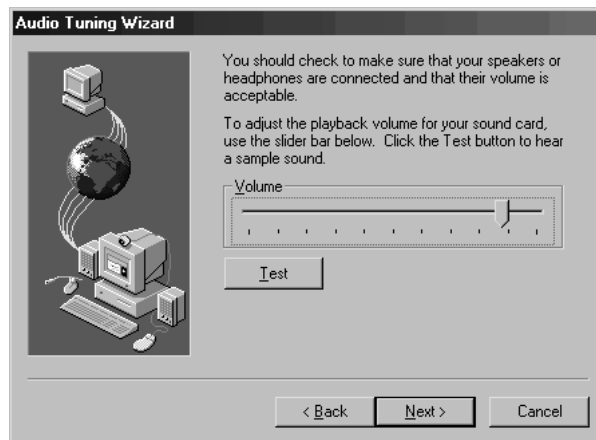 Audio Tuning Wizard
You should check to make sure that your speakers or
headphones are connected and that their volume is
acceptable.
To adjust the playback volume for your sound card,
use the slider bar below. Click the Test button to hear
a sample sound.
Volume
Test
< Back
Next >
Cancel